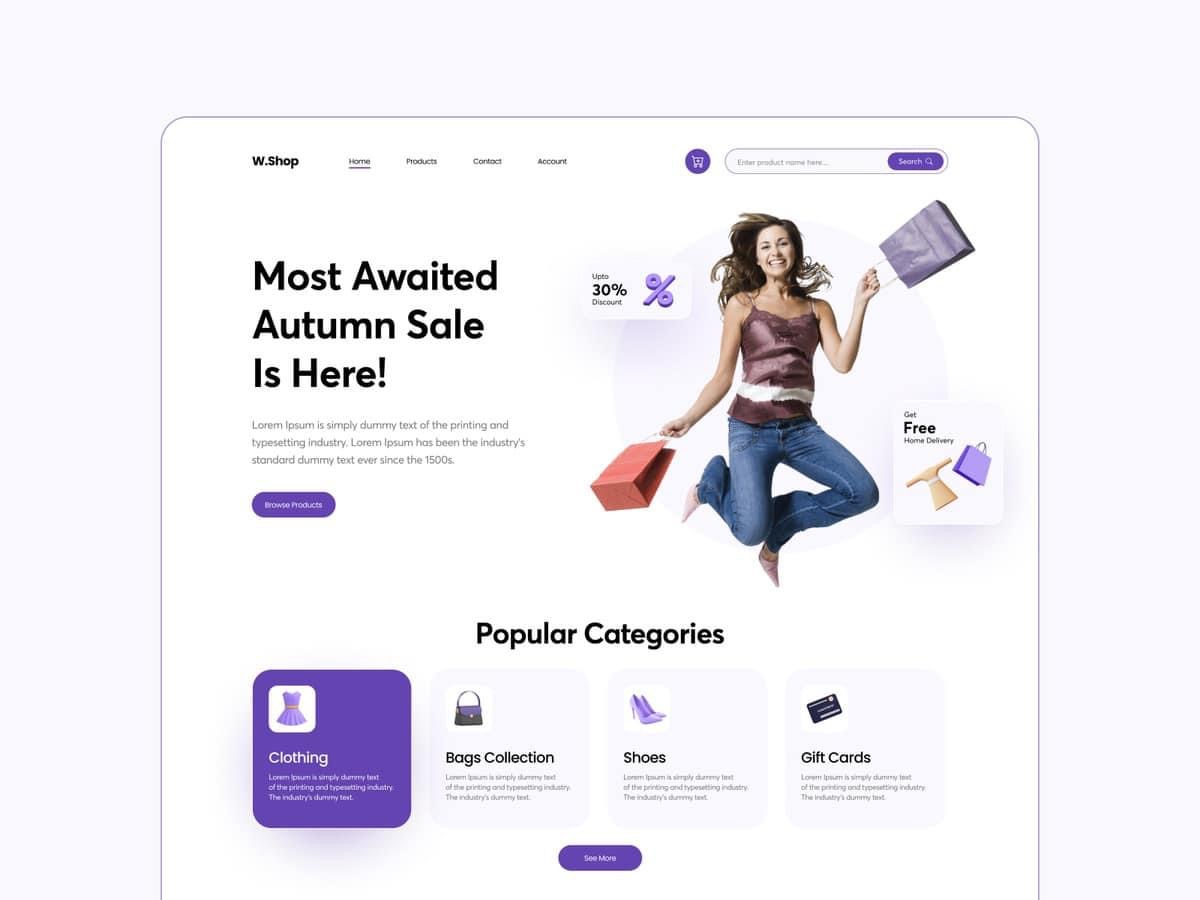 W.Shop
Home
Products
Contact
Account
Enter product name here...
Search
Most Awaited
Autumn Sale
Is Here!
Lorem Ipsum is simply dummy text of the printing and
typesetting industry. Lorem Ipsum has been the industry's
standard dummy text ever since the 1500s.
Browse Products
Upto
30%
Discount
%
Get
Free
Home Delivery
Popular Categories
Clothing
Lorem Ipsum is simply dummy text
of the printing and typesetting industry.
The industry's dummy text.
Bags Collection
Lorem Ipsum is simply dummy text
of the printing and typesetting industry.
The industry's dummy text.
Shoes
Lorem Ipsum is simply dummy text
of the printing and typesetting industry.
The industry's dummy text.
Gift Cards
Lorem Ipsum is simply dummy text
of the printing and typesetting industry.
The industry's dummy text.
See More